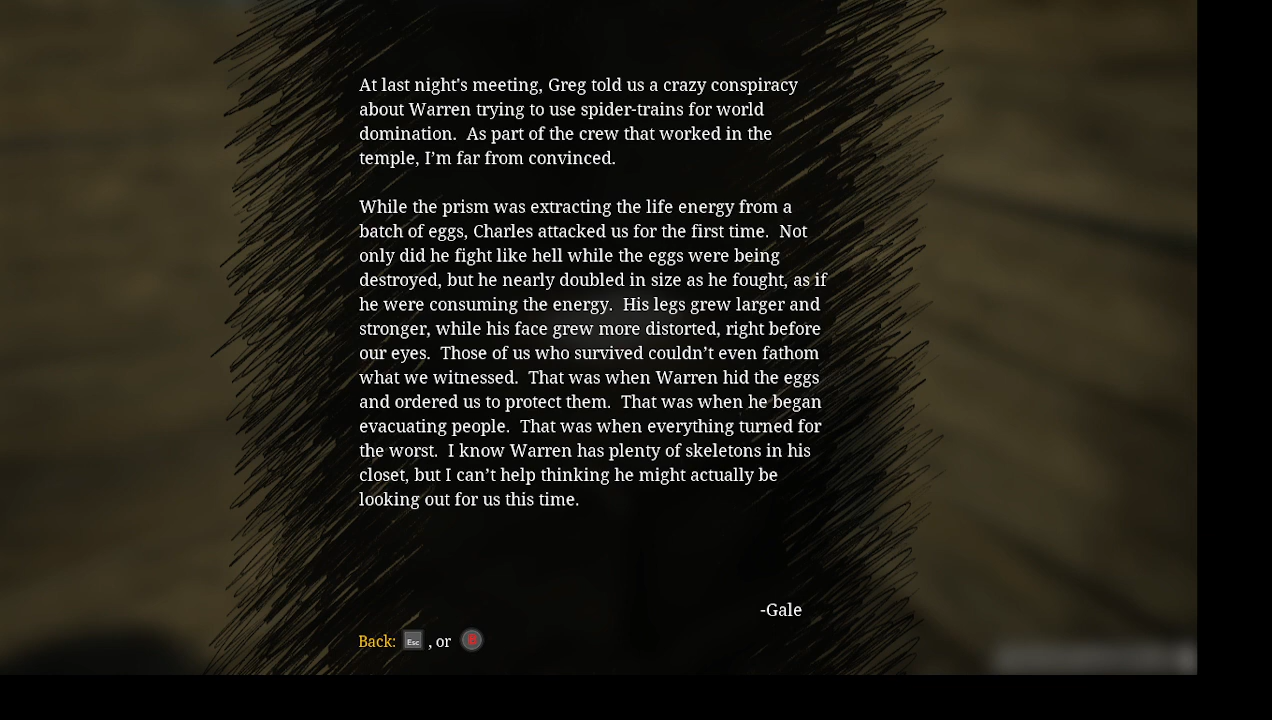 At last night's meeting, Greg told us a crazy conspiracy
about Warren trying to use spider-trains for world
domination.  As part of the crew that worked in the
temple, I’m far from convinced.
While the prism was extracting the life energy from a
batch of eggs, Charles attacked us for the first time.  Not
only did he fight like hell while the eggs were being
destroyed, but he nearly doubled in size as he fought, as if
he were consuming the energy.  His legs grew larger and
stronger, while his face grew more distorted, right before
our eyes.  Those of us who survived couldn’t even fathom
what we witnessed.  That was when Warren hid the eggs
and ordered us to protect them.  That was when he began
evacuating people.  That was when everything turned for
the worst.  I know Warren has plenty of skeletons in his
closet, but I can’t help thinking he might actually be
looking out for us this time.
-Gale
Back: Esc , or B